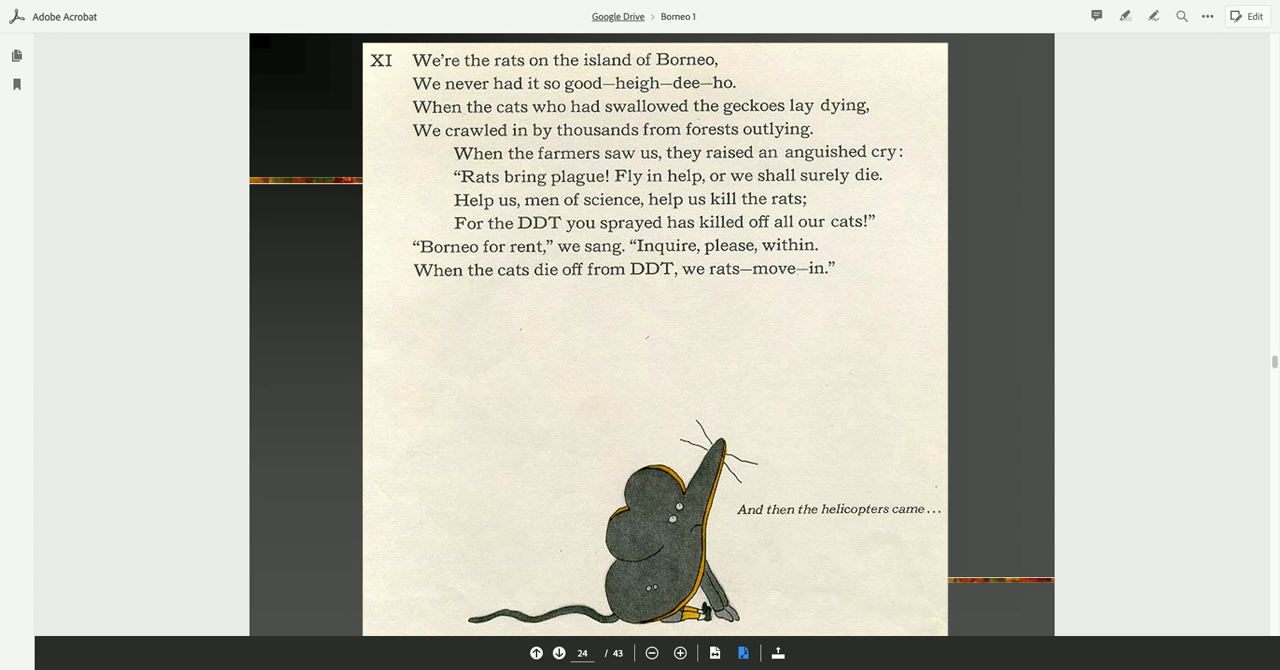 Adobe Acrobat
Google Drive > Borneo 1
Edit
XI We're the rats on the island of Borneo,
We never had it so good—heigh—dee—ho.
When the cats who had swallowed the geckoes lay dying,
We crawled in by thousands from forests outlying.
When the farmers saw us, they raised an anguished cry:
“Rats bring plague! Fly in help, or we shall surely die.
Help us, men of science, help us kill the rats;
For the DDT you sprayed has killed off all our cats!”
“Borneo for rent,” we sang. “Inquire, please, within.
When the cats die off from DDT, we rats—move—in.”
And then the helicopters came...
24 / 43